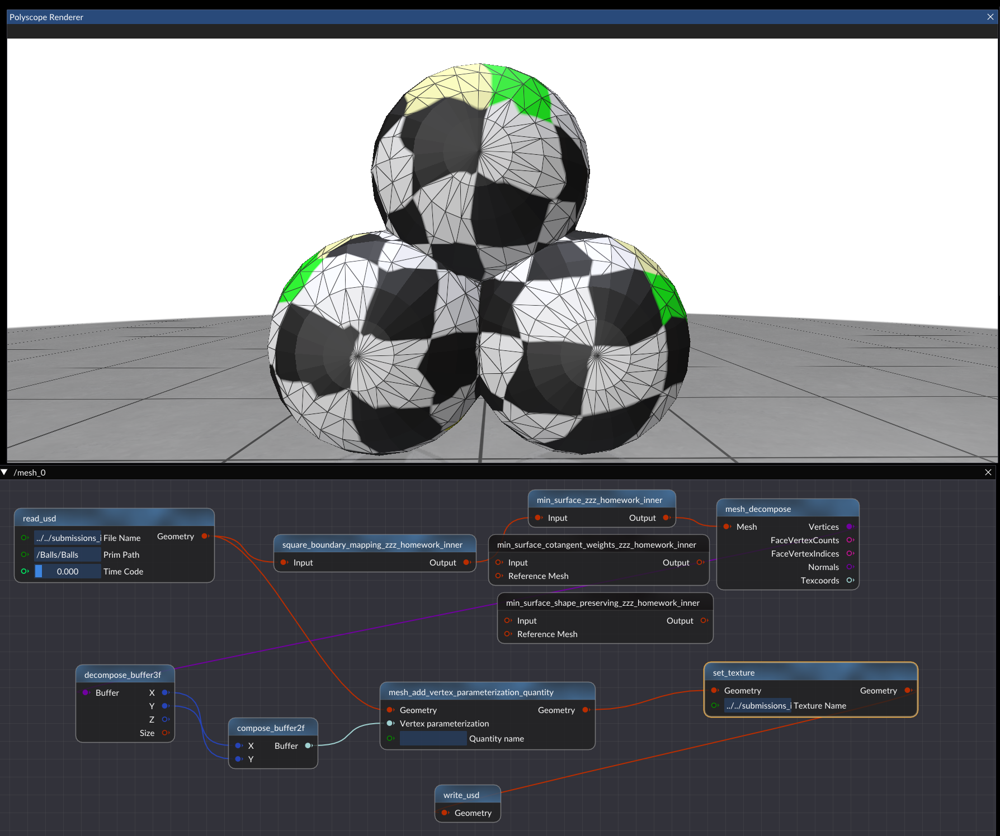 Polyscope Renderer
/mesh_0
read_usd
../../submissions_i File Name
Geometry
/Balls/Balls Prim Path
0.000 Time Code
square_boundary_mapping_zzz_homework_inner
Input Output
min_surface_zzz_homework_inner
Input Output
min_surface_cotangent_weights_zzz_homework_inner
Input Output
Reference Mesh
min_surface_shape_preserving_zzz_homework_inner
Input Output
Reference Mesh
mesh_decompose
Mesh Vertices
FaceVertexCounts
FaceVertexIndices
Normals
Texcoords
decompose_buffer3f
Buffer X
Y
Z
Size
compose_buffer2f
X Buffer
Y
mesh_add_vertex_parameterization_quantity
Geometry Geometry
Vertex parameterization
Quantity name
set_texture
Geometry Geometry
../../submissions_i Texture Name
write_usd
Geometry